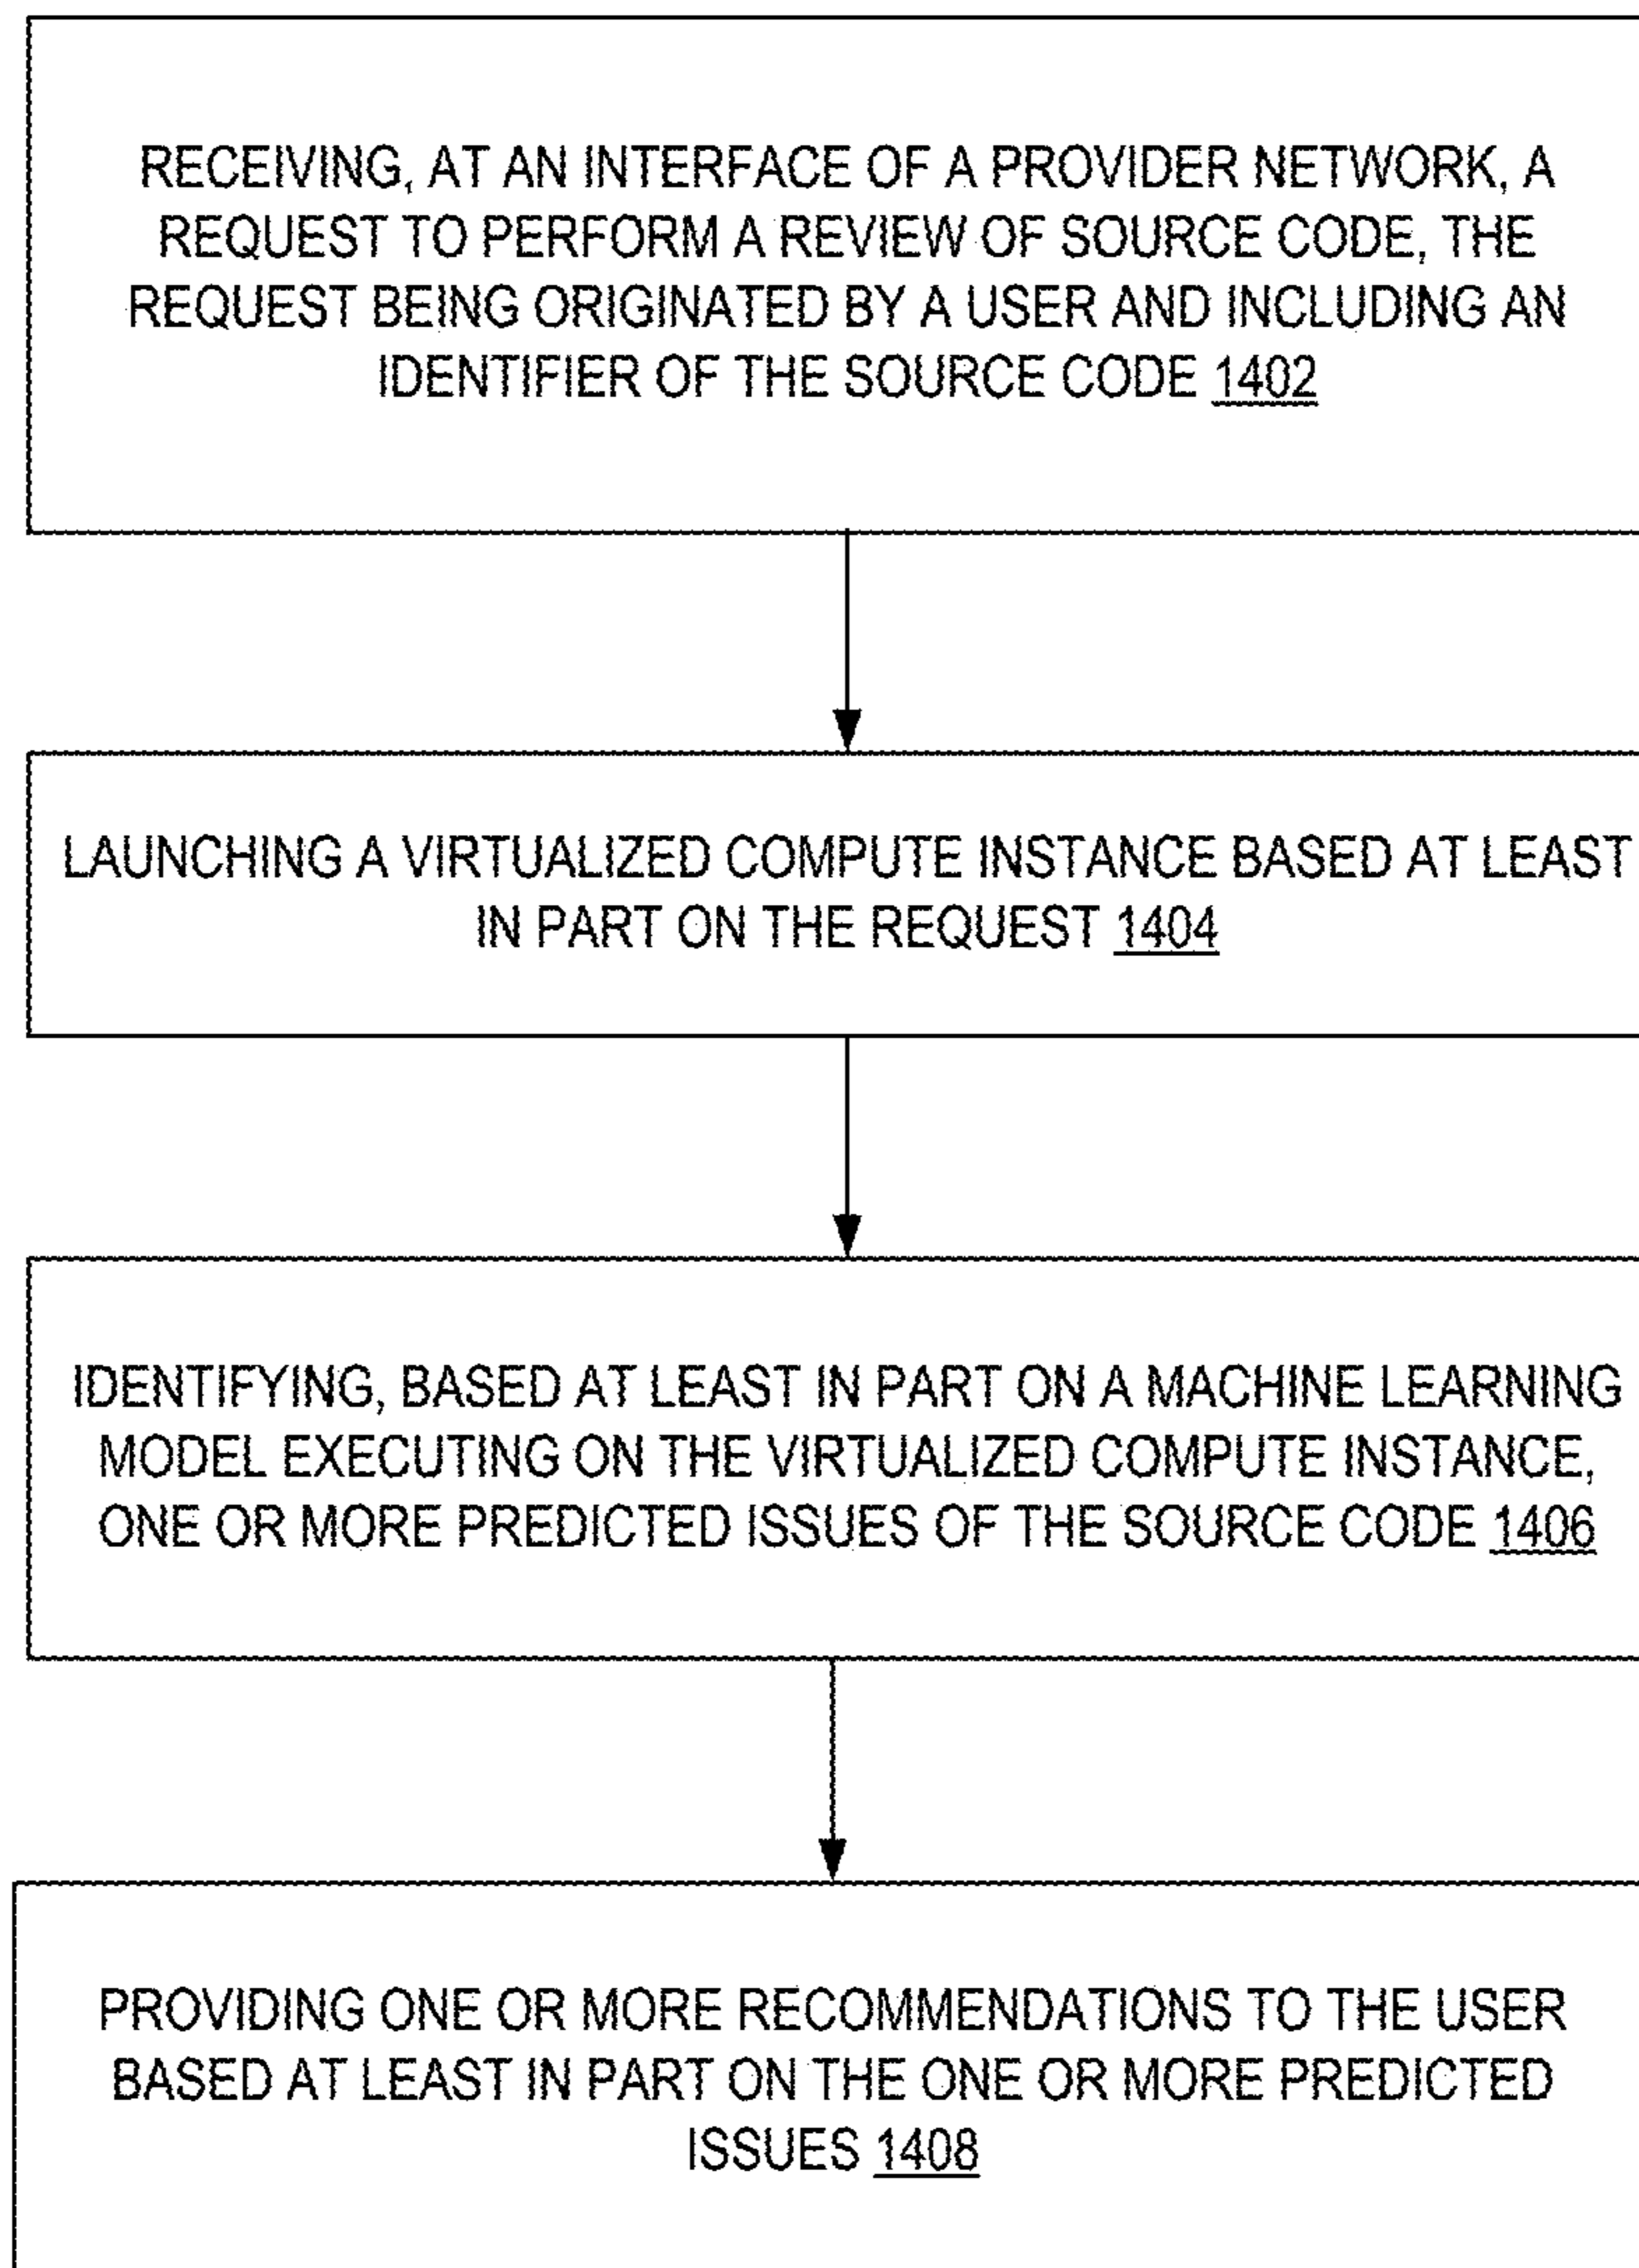 RECEIVING, AT AN INTERFACE OF A PROVIDER NETWORK, A
REQUEST TO PERFORM A REVIEW OF SOURCE CODE, THE
REQUEST BEING ORIGINATED BY A USER AND INCLUDING AN
IDENTIFIER OF THE SOURCE CODE 1402
LAUNCHING A VIRTUALIZED COMPUTE INSTANCE BASED AT LEAST
IN PART ON THE REQUEST 1404
IDENTIFYING, BASED AT LEAST IN PART ON A MACHINE LEARNING
MODEL EXECUTING ON THE VIRTUALIZED COMPUTE INSTANCE,
ONE OR MORE PREDICTED ISSUES OF THE SOURCE CODE 1406
PROVIDING ONE OR MORE RECOMMENDATIONS TO THE USER
BASED AT LEAST IN PART ON THE ONE OR MORE PREDICTED
ISSUES 1408